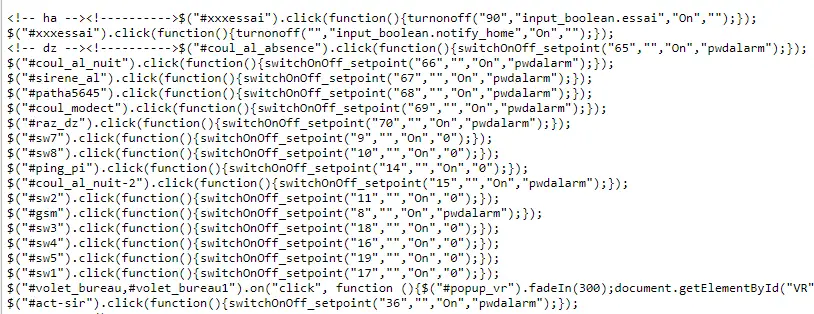 <!-- ha --><!---------->$("#xxxessai").click(function(){turnonoff("90","input_boolean.essai","On","");});
$("#xxxessai").click(function(){turnonoff("","input_boolean.notify_home","On","");});
<!-- dz --><!---------->$("#coul_al_absence").click(function(){switchOnOff_setpoint("65","","On","pwdalarm");});
$("#coul_al_nuit").click(function(){switchOnOff_setpoint("66","","On","pwdalarm");});
$("#sirene_al").click(function(){switchOnOff_setpoint("67","","On","pwdalarm");});
$("#patha5645").click(function(){switchOnOff_setpoint("68","","On","pwdalarm");});
$("#coul_modect").click(function(){switchOnOff_setpoint("69","","On","pwdalarm");});
$("#raz_dz").click(function(){switchOnOff_setpoint("70","","On","pwdalarm");});
$("#sw7").click(function(){switchOnOff_setpoint("9","","On","0");});
$("#sw8").click(function(){switchOnOff_setpoint("10","","On","0");});
$("#ping_pi").click(function(){switchOnOff_setpoint("14","","On","0");});
$("#coul_al_nuit-2").click(function(){switchOnOff_setpoint("15","","On","pwdalarm");});
$("#sw2").click(function(){switchOnOff_setpoint("11","","On","0");});
$("#gsm").click(function(){switchOnOff_setpoint("8","","On","pwdalarm");});
$("#sw3").click(function(){switchOnOff_setpoint("18","","On","0");});
$("#sw4").click(function(){switchOnOff_setpoint("16","","On","0");});
$("#sw5").click(function(){switchOnOff_setpoint("19","","On","0");});
$("#sw1").click(function(){switchOnOff_setpoint("17","","On","0");});
$("#volet_bureau,#volet_bureau1").on("click", function (){$("#popup_vr").fadeIn(300);document.getElementById("VR"
$("#act-sir").click(function(){switchOnOff_setpoint("36","","On","pwdalarm");});